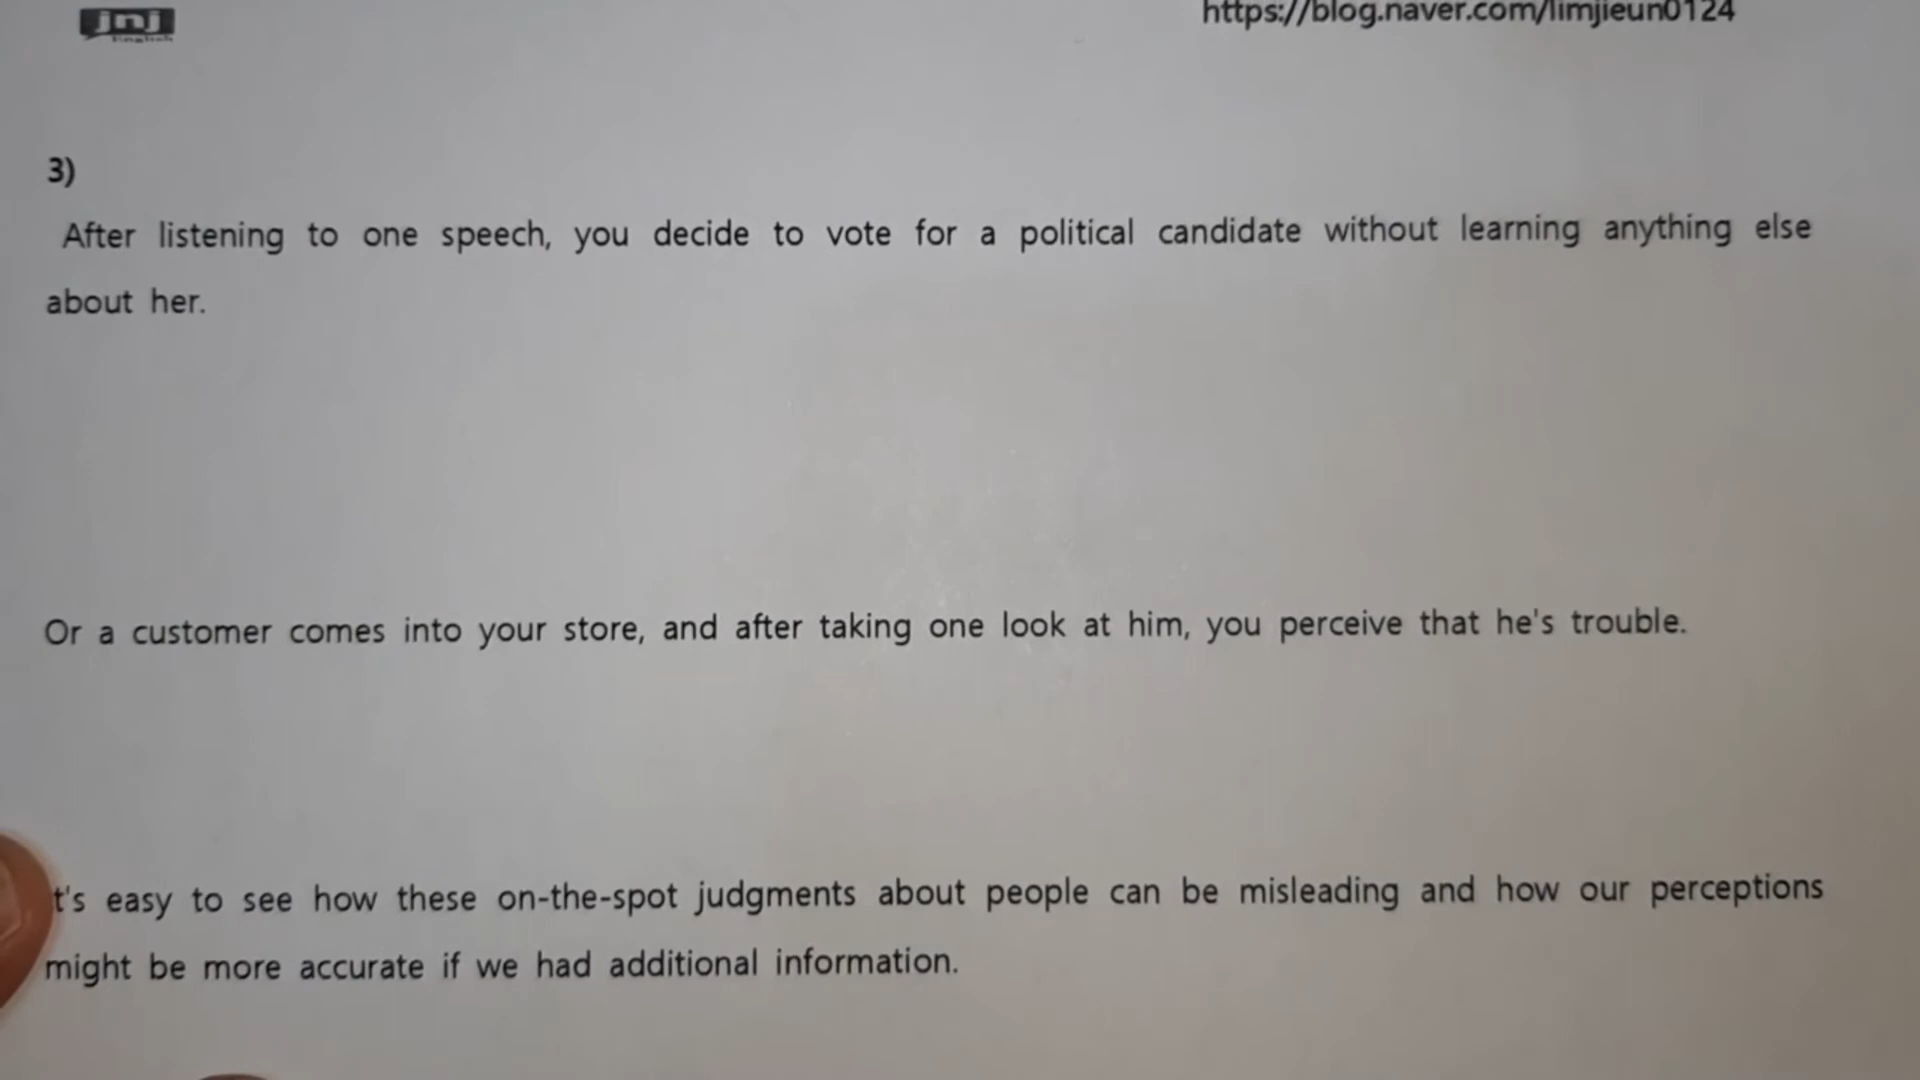 jnj
English
https://blog.naver.com/limjieun0124
3)
After listening to one speech, you decide to vote for a political candidate without learning anything else
about her.
Or a customer comes into your store, and after taking one look at him, you perceive that he's trouble.
t's easy to see how these on-the-spot judgments about people can be misleading and how our perceptions
might be more accurate if we had additional information.